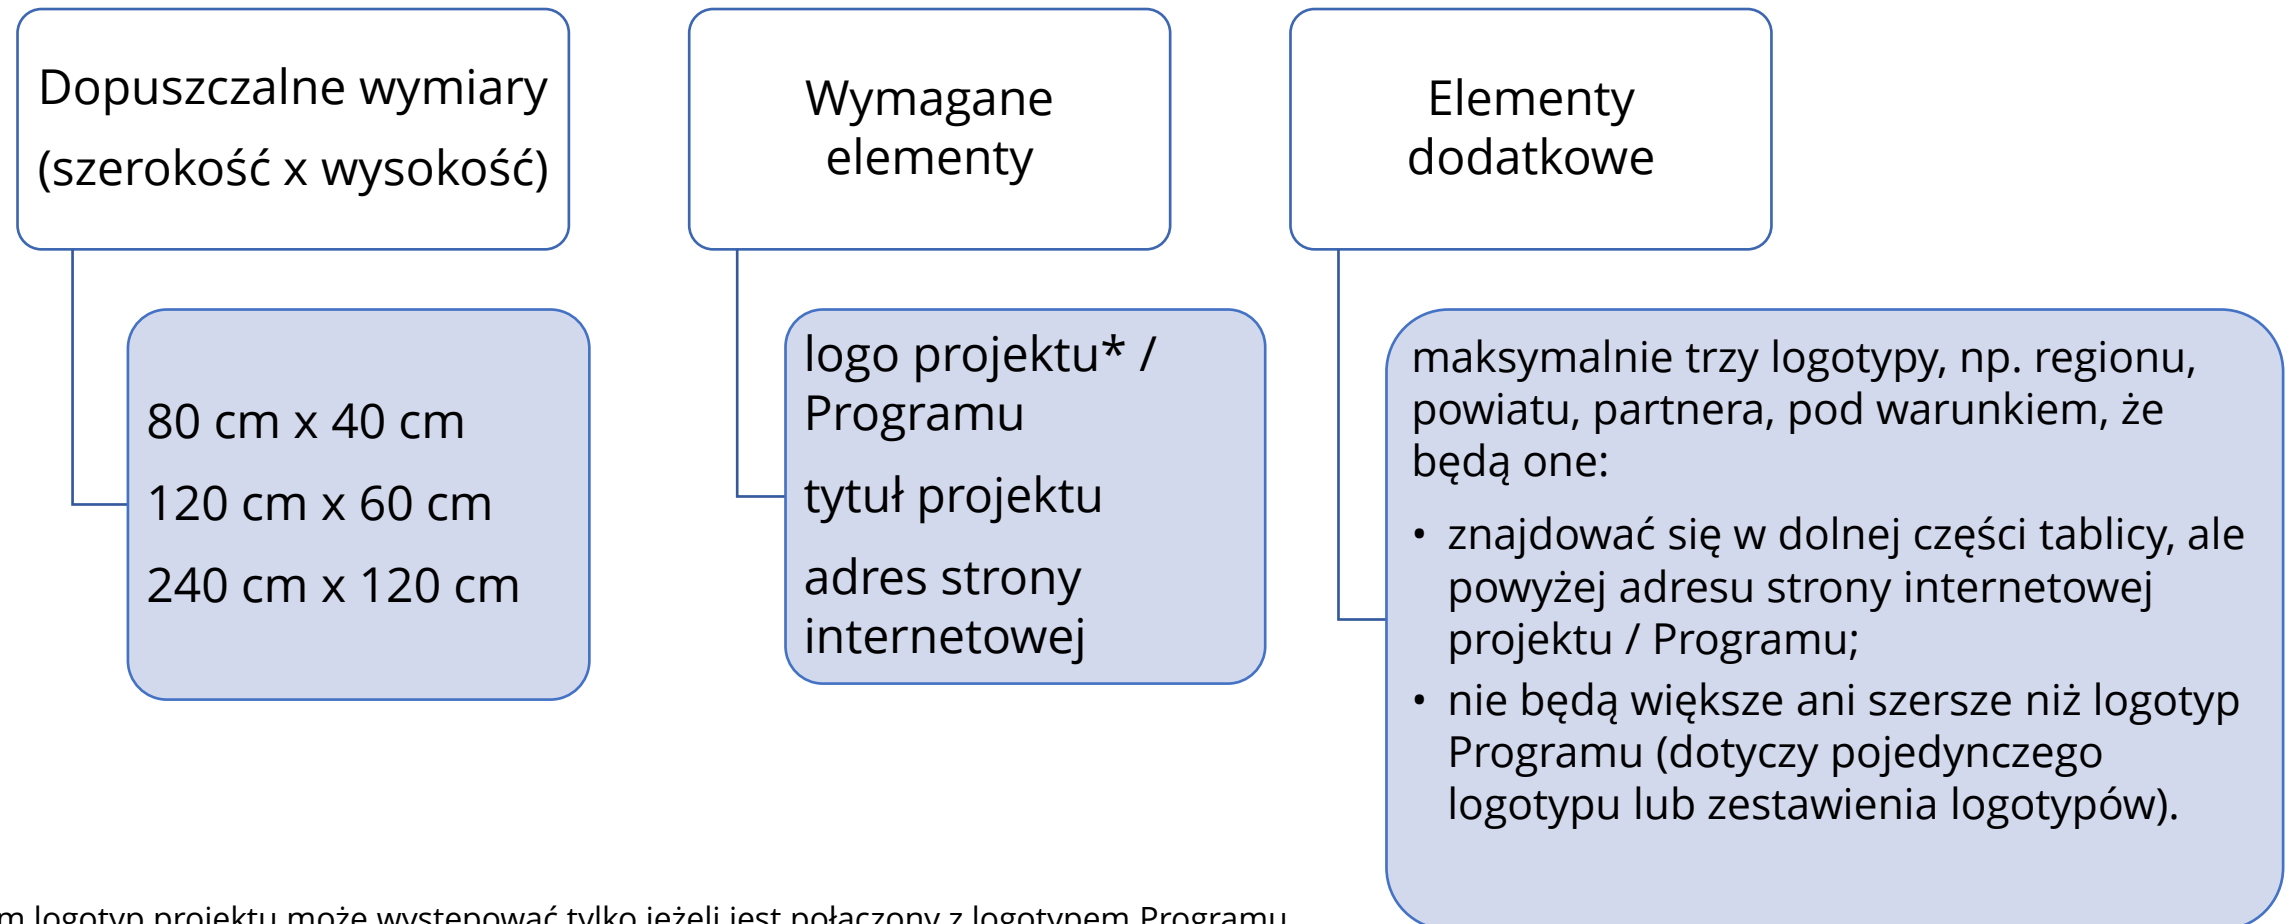 Dopuszczalne wymiary
(szerokość x wysokość)
80 cm x 40 cm
120 cm x 60 cm
240 cm x 120 cm
Wymagane
elementy
logo projektu* /
Programu
tytuł projektu
adres strony
internetowej
Elementy
dodatkowe
maksymalnie trzy logotypy, np. regionu,
powiatu, partnera, pod warunkiem, że
będą one:
• znajdować się w dolnej części tablicy, ale
powyżej adresu strony internetowej
projektu / Programu;
• nie będą większe ani szersze niż logotyp
Programu (dotyczy pojedynczego
logotypu lub zestawienia logotypów).
logotyp projektu może występować tylko jeżeli jest połączony z logotypem Programu